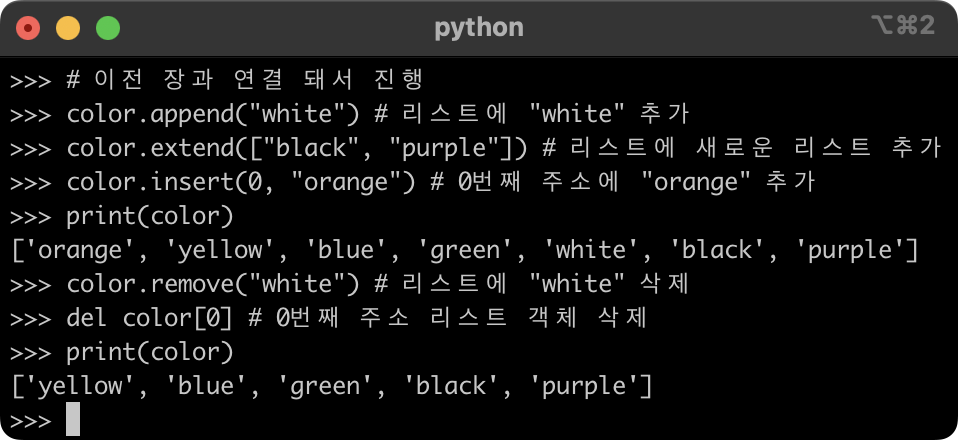 python
⌥⌘2
>>> # 이전 장과 연결 돼서 진행
>>> color.append("white") # 리스트에 "white" 추가
>>> color.extend(["black", "purple"]) # 리스트에 새로운 리스트 추가
>>> color.insert(0, "orange") # 0번째 주소에 "orange" 추가
>>> print(color)
['orange', 'yellow', 'blue', 'green', 'white', 'black', 'purple']
>>> color.remove("white") # 리스트에 "white" 삭제
>>> del color[0] # 0번째 주소 리스트 객체 삭제
>>> print(color)
['yellow', 'blue', 'green', 'black', 'purple']
>>>